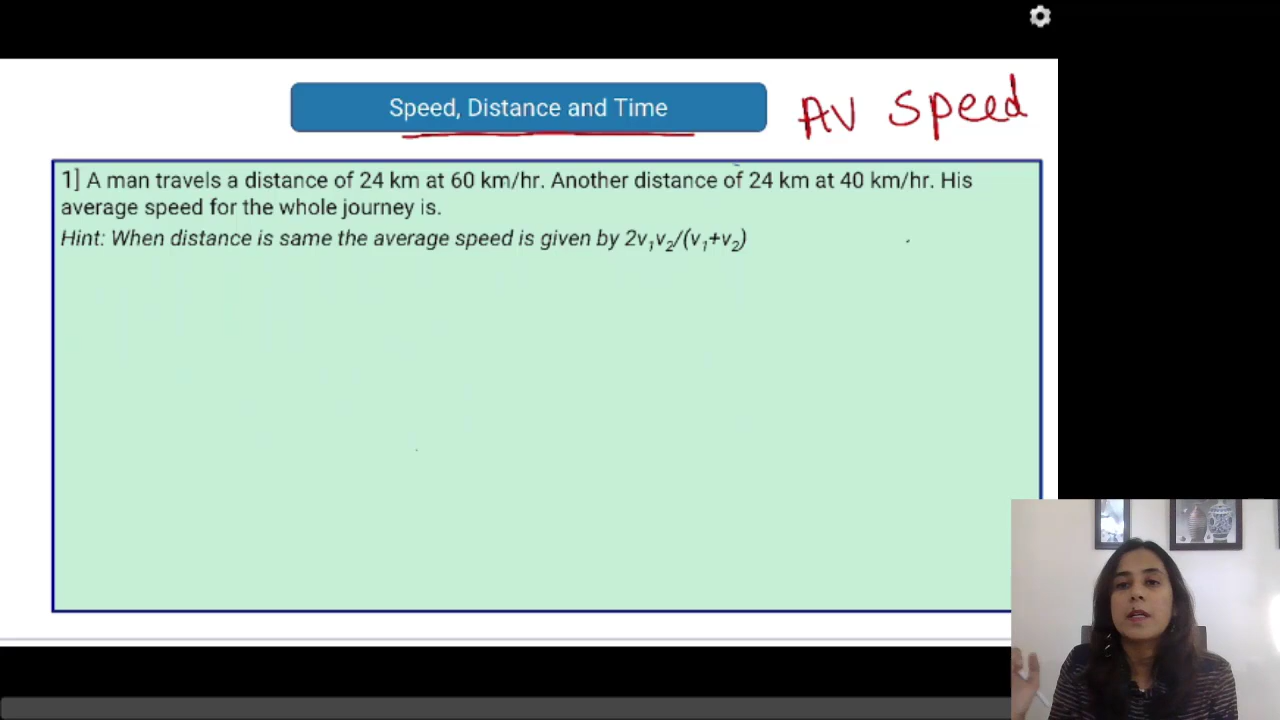 Speed, Distance and Time
AV Speed
1] A man travels a distance of 24 km at 60 km/hr. Another distance of 24 km at 40 km/hr. His
average speed for the whole journey is.
Hint: When distance is same the average speed is given by 2v₁v₂/(v₁+v₂)